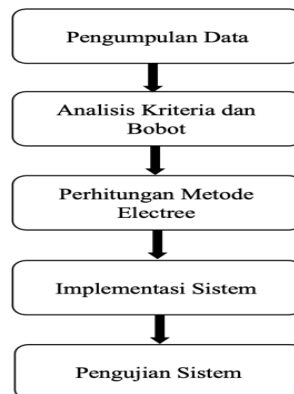 Pengumpulan Data
Analisis Kriteria dan
Bobot
Perhitungan Metode
Electree
Implementasi Sistem
Pengujian Sistem